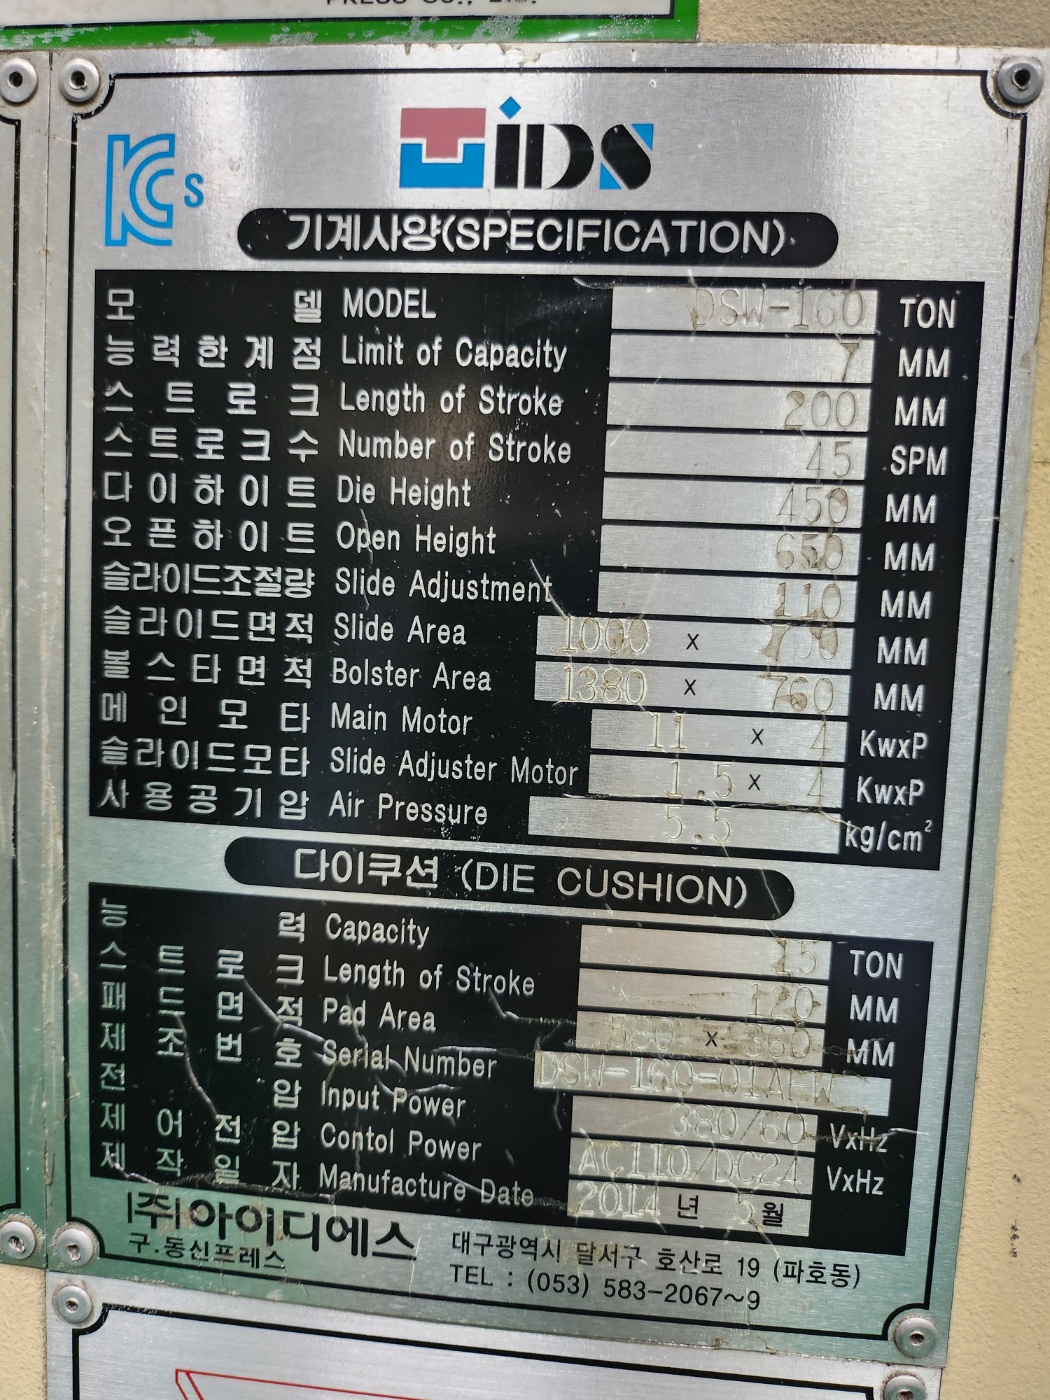 PRESS CO., LTD.
KCs
iDS
기계사양(SPECIFICATION)
모 델 MODEL DSW-160 TON
능력한계점 Limit of Capacity 7 MM
스트로크 Length of Stroke 200 MM
스트로크수 Number of Stroke 45 SPM
다이하이트 Die Height 450 MM
오픈하이트 Open Height 650 MM
슬라이드조절량 Slide Adjustment 110 MM
슬라이드면적 Slide Area 1000 x MM
볼스타면적 Bolster Area 1380 x 760 MM
메인모타 Main Motor 11 x 4 KwxP
슬라이드모타 Slide Adjuster Motor 1.5 x 4 KwxP
사용공기압 Air Pressure 5.5 kg/cm²
다이쿠션 (DIE CUSHION)
능 력 Capacity 15 TON
스트로크 Length of Stroke 120 MM
패드면적 Pad Area x 360 MM
제조번호 Serial Number
전 압 Input Power 380/60 VxHz
제어전압 Contol Power AC110/DC24 VxHz
제작일자 Manufacture Date 2014 년 5 월
(주)아이디에스
구.동신프레스
대구광역시 달서구 호산로 19 (파호동)
TEL : (053) 583-2067~9